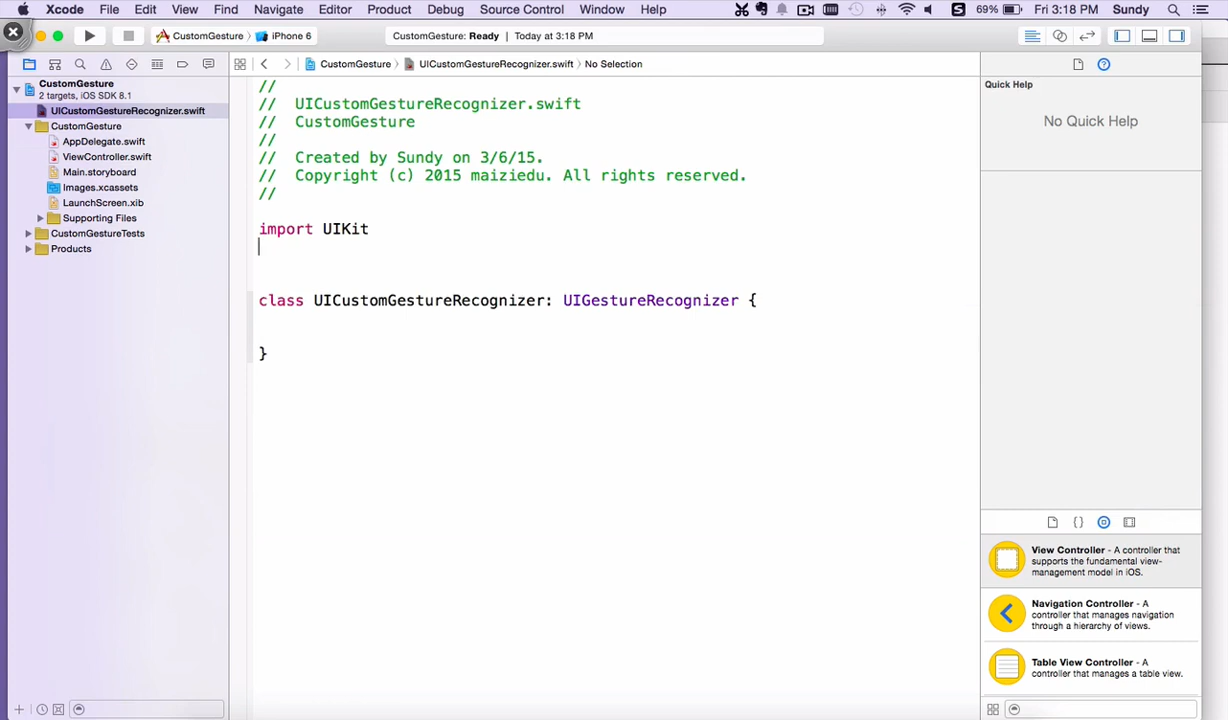 Xcode File Edit View Find Navigate Editor Product Debug Source Control Window Help 69% Fri 3:18 PM Sundy
CustomGesture iPhone 6 CustomGesture: Ready | Today at 3:18 PM
CustomGesture UICustomGestureRecognizer.swift No Selection
CustomGesture
2 targets, iOS SDK 8.1
UICustomGestureRecognizer.swift
CustomGesture
AppDelegate.swift
ViewController.swift
Main.storyboard
Images.xcassets
LaunchScreen.xib
Supporting Files
CustomGestureTests
Products
//
// UICustomGestureRecognizer.swift
// CustomGesture
//
// Created by Sundy on 3/6/15.
// Copyright (c) 2015 maiziedu. All rights reserved.
//
import UIKit
class UICustomGestureRecognizer: UIGestureRecognizer {
}
Quick Help
No Quick Help
{ }
View Controller - A controller that
supports the fundamental view-
management model in iOS.
Navigation Controller - A
controller that manages navigation
through a hierarchy of views.
Table View Controller - A
controller that manages a table view.